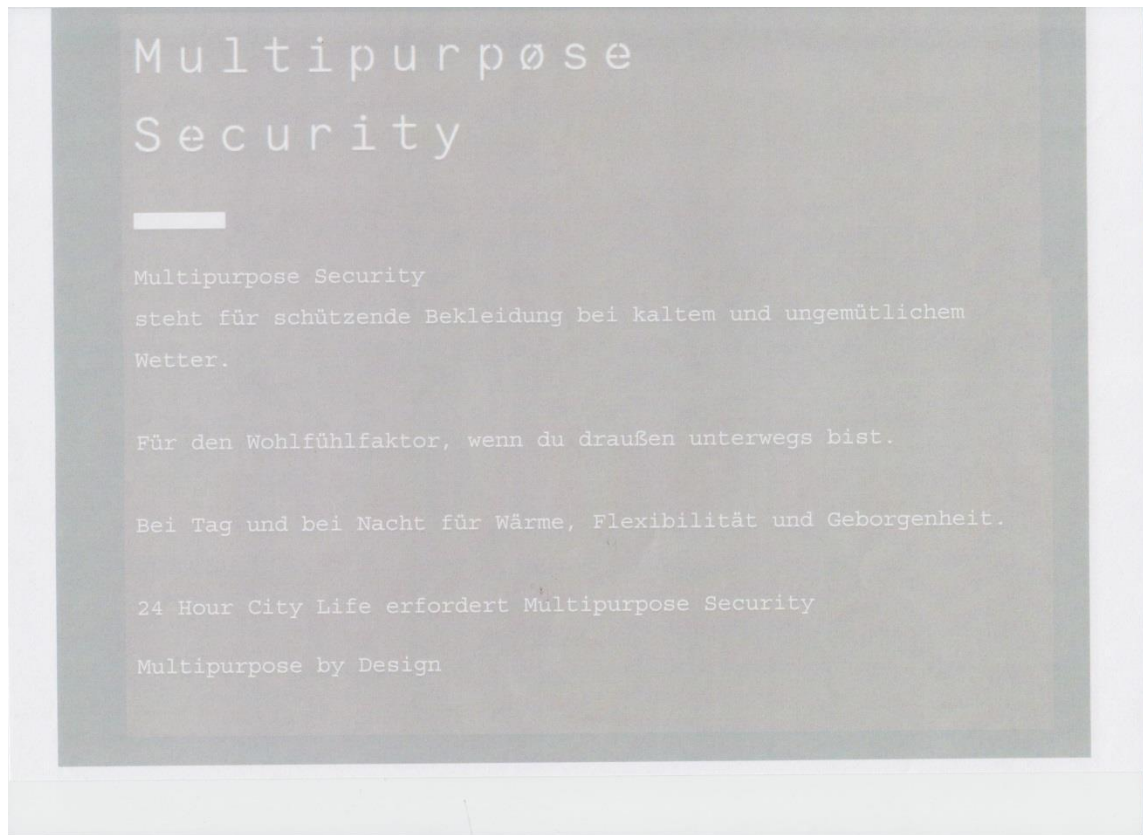 Multipurpøse
Security
Multipurpose Security
steht für schützende Bekleidung bei kaltem und ungemütlichem
Wetter.
Für den Wohlfühlfaktor, wenn du draußen unterwegs bist.
Bei Tag und bei Nacht für Wärme, Flexibilität und Geborgenheit.
24 Hour City Life erfordert Multipurpose Security
Multipurpose by Design